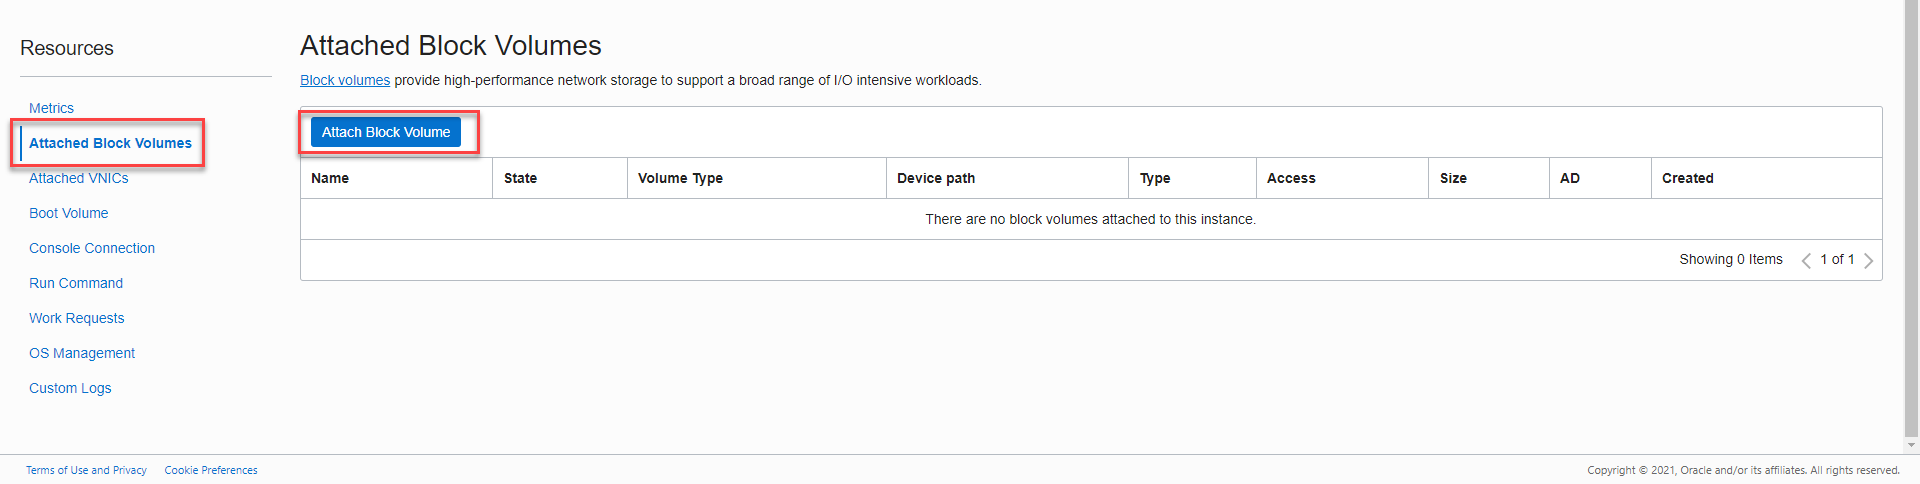 Resources
Metrics
Attached Block Volumes
Attached VNICs
Boot Volume
Console Connection
Run Command
Work Requests
OS Management
Custom Logs
Attached Block Volumes
Block volumes provide high-performance network storage to support a broad range of I/O intensive workloads.
Attach Block Volume
Name State Volume Type Device path Type Access Size AD Created
There are no block volumes attached to this instance.
Showing 0 Items 1 of 1
Terms of Use and Privacy Cookie Preferences
Copyright © 2021, Oracle and/or its affiliates. All rights reserved.